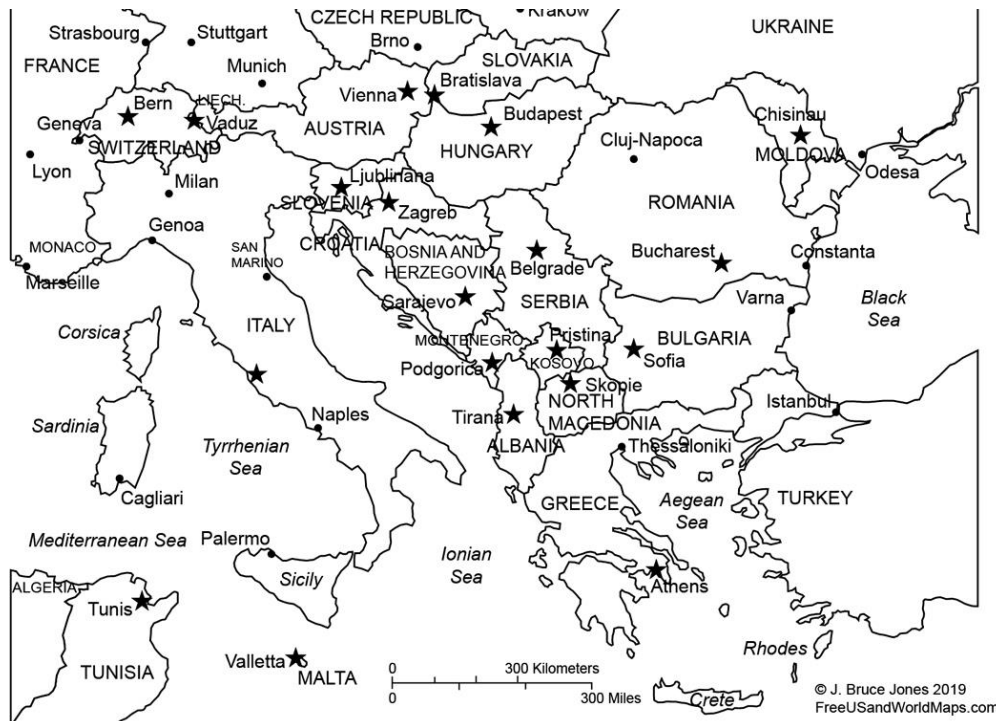 CZECH REPUBLIC
Krakow
UKRAINE
Strasbourg
Stuttgart
Brno
FRANCE
SLOVAKIA
Munich
Bratislava
Vienna
LIECH.
Bern
Budapest
Chisinau
Geneva
Vaduz
AUSTRIA
SWITZERLAND
HUNGARY
Cluj-Napoca
MOLDOVA
Lyon
Odesa
Ljublinana
Milan
SLOVENIA
ROMANIA
Zagreb
Genoa
CROATIA
MONACO
SAN
MARINO
BOSNIA AND
HERZEGOVINA
Belgrade
Bucharest
Constanta
Marseille
Sarajevo
SERBIA
Varna
Black
Sea
Corsica
ITALY
MOUTENEGRO
Pristina
BULGARIA
Podgorica
KOSOVO
Sofia
Skopie
NORTH
MACEDONIA
Istanbul
Naples
Tirana
Sardinia
Tyrrhenian
Sea
ALBANIA
Thessaloniki
Cagliari
GREECE
Aegean
Sea
TURKEY
Mediterranean Sea
Palermo
Ionian
Sea
Sicily
Athens
ALGERIA
Tunis
Rhodes
Valletta
MALTA
TUNISIA
0 300 Kilometers
0 300 Miles
Crete
© J. Bruce Jones 2019
FreeUSandWorldMaps.com